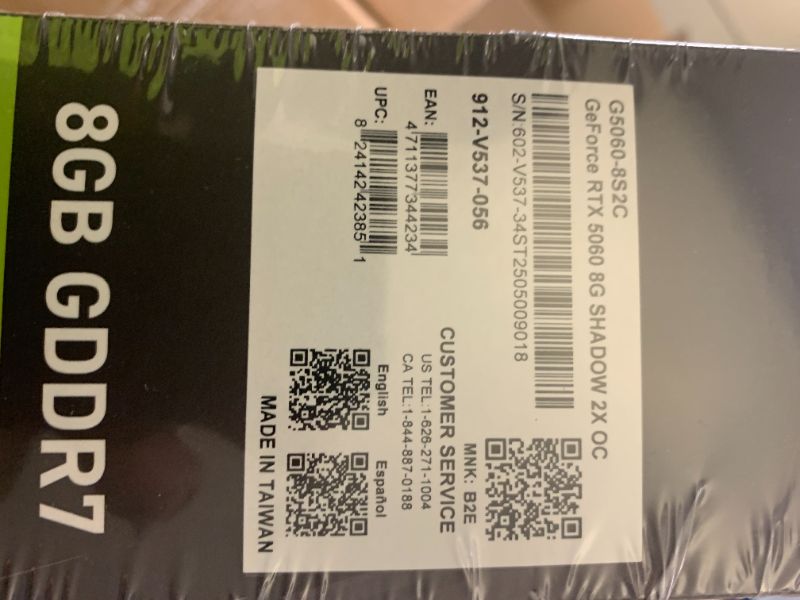 G5060-8S2C
GeForce RTX 5060 8G SHADOW 2X OC
S/N:602-V537-34ST2505009018
912-V537-056
EAN:
4 711377 344234
UPC:
8 24142 42385 1
MNK: B2E
CUSTOMER SERVICE
US TEL:1-626-271-1004
CA TEL:1-844-887-0188
English
Español
MADE IN TAIWAN
8GB GDDR7